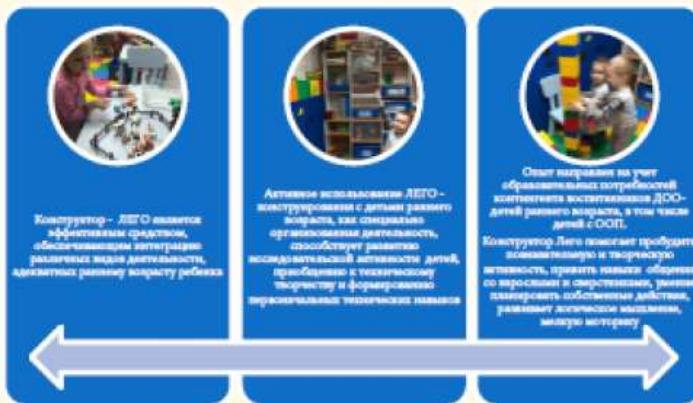 Конструктор – ЛЕГО является
эффективным средством,
обеспечивающим интеграцию
различных видов деятельности,
адекватных раннему возрасту ребенка
Активное использование ЛЕГО -
конструирования с детьми раннего
возраста, как специально
организованная деятельность,
способствует развитию
исследовательской активности детей,
приобщению к техническому
творчеству и формированию
первоначальных технических навыков
Опыт направлен на учет
образовательных потребностей
контингента воспитанников ДОО-
детей раннего возраста, в том числе
детей с ООП.
Конструктор Лего помогает пробудить
познавательную и творческую
активность, привить навыки общения
со взрослыми и сверстниками, умение
планировать собственные действия,
развивает логическое мышление,
мелкую моторику